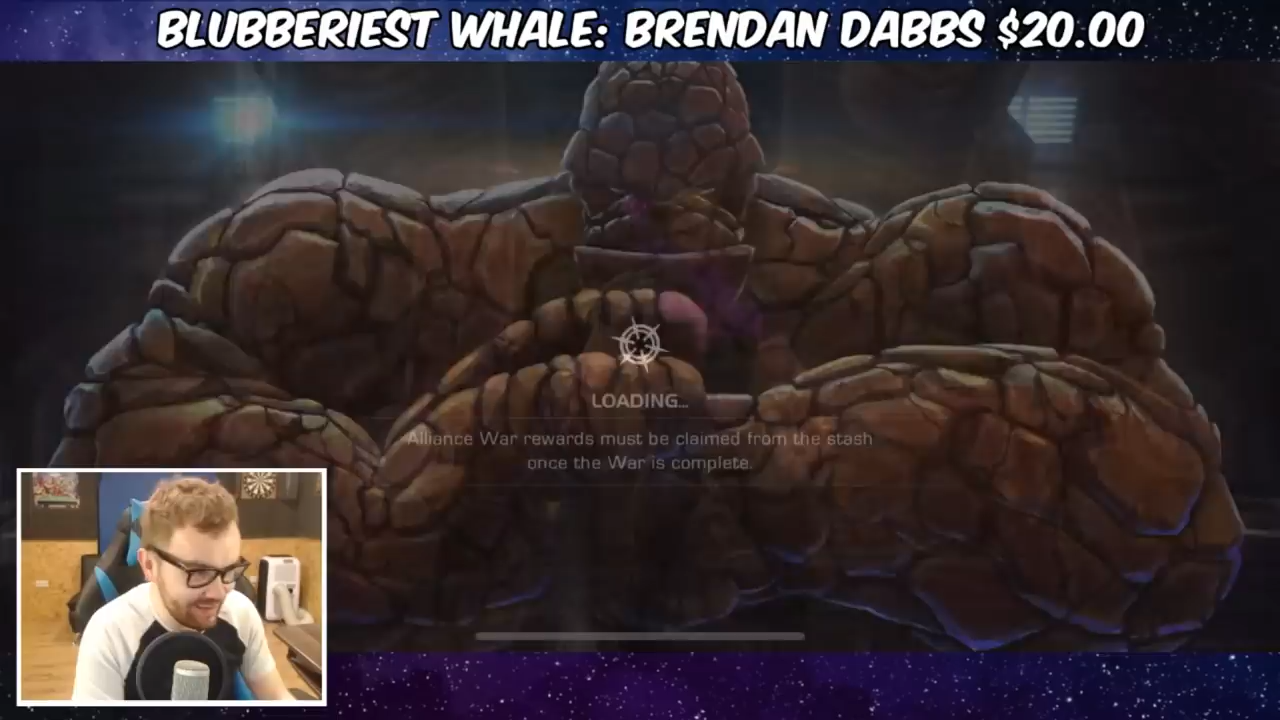 BLUBBERIEST WHALE: BRENDAN DABBS $20.00
LOADING...
Alliance War rewards must be claimed from the stash
once the War is complete.